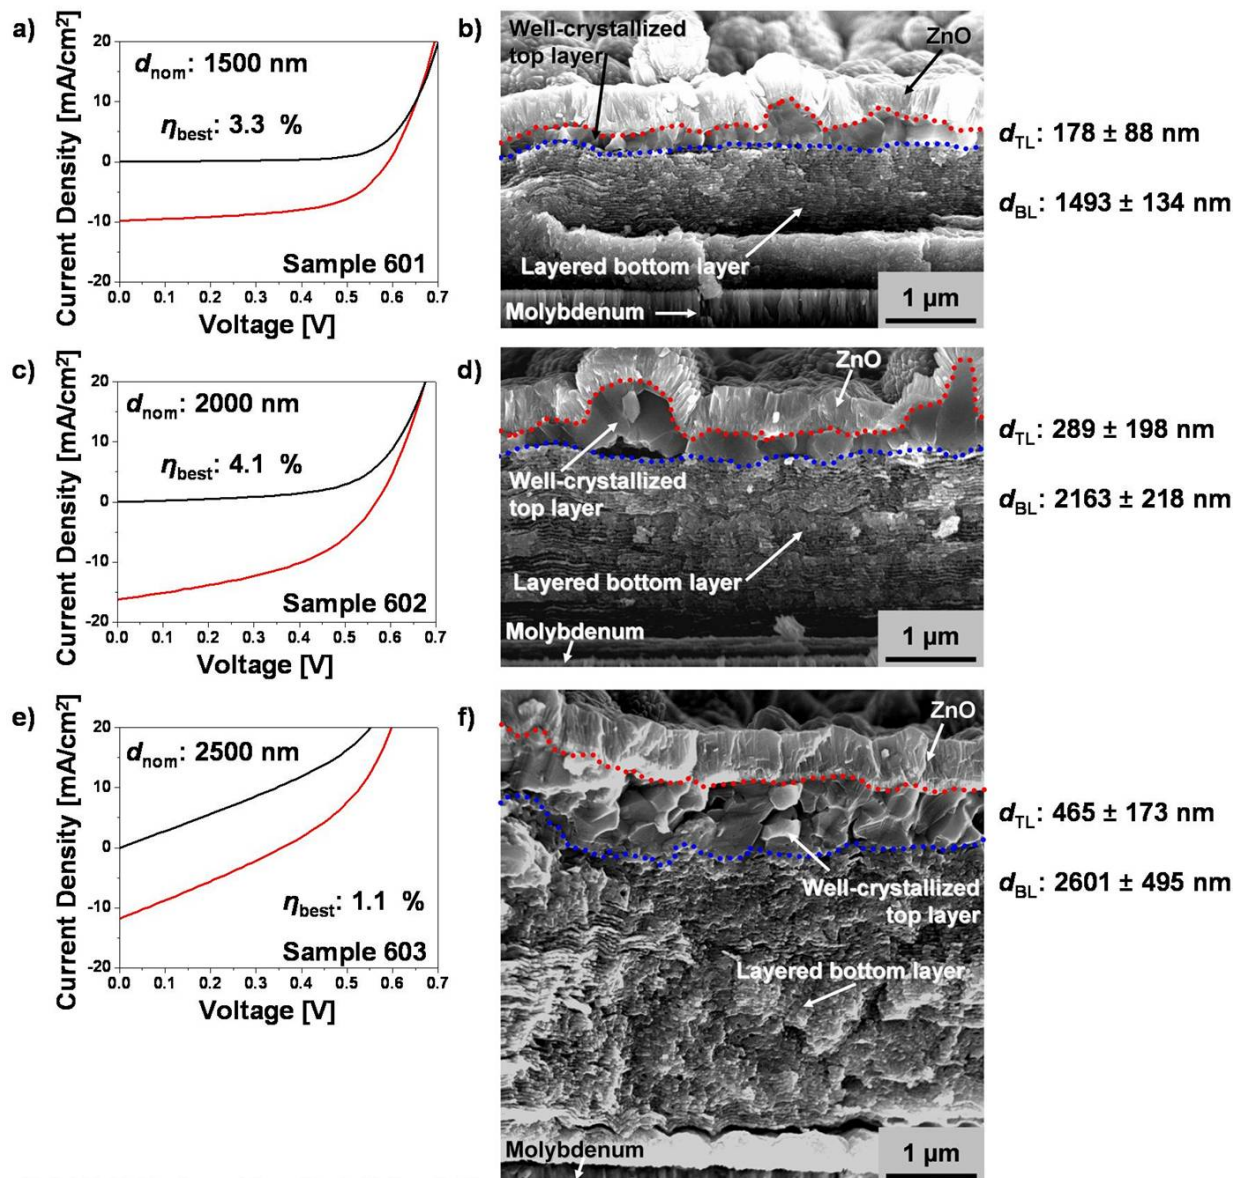 a)
20
10
0
-10
-20
0.0 0.1 0.2 0.3 0.4 0.5 0.6 0.7
Current Density [mA/cm²]
Voltage [V]
dnom: 1500 nm
ηbest: 3.3 %
Sample 601
b)
Well-crystallized
top layer
ZnO
Layered bottom layer
Molybdenum
1 µm
dTL: 178 ± 88 nm
dBL: 1493 ± 134 nm
c)
20
10
0
-10
-20
0.0 0.1 0.2 0.3 0.4 0.5 0.6 0.7
Current Density [mA/cm²]
Voltage [V]
dnom: 2000 nm
ηbest: 4.1 %
Sample 602
d)
ZnO
Well-crystallized
top layer
Layered bottom layer
Molybdenum
1 µm
dTL: 289 ± 198 nm
dBL: 2163 ± 218 nm
e)
20
10
0
-10
-20
0.0 0.1 0.2 0.3 0.4 0.5 0.6 0.7
Current Density [mA/cm²]
Voltage [V]
dnom: 2500 nm
ηbest: 1.1 %
Sample 603
f)
ZnO
Well-crystallized
top layer
Layered bottom layer
Molybdenum
1 µm
dTL: 465 ± 173 nm
dBL: 2601 ± 495 nm